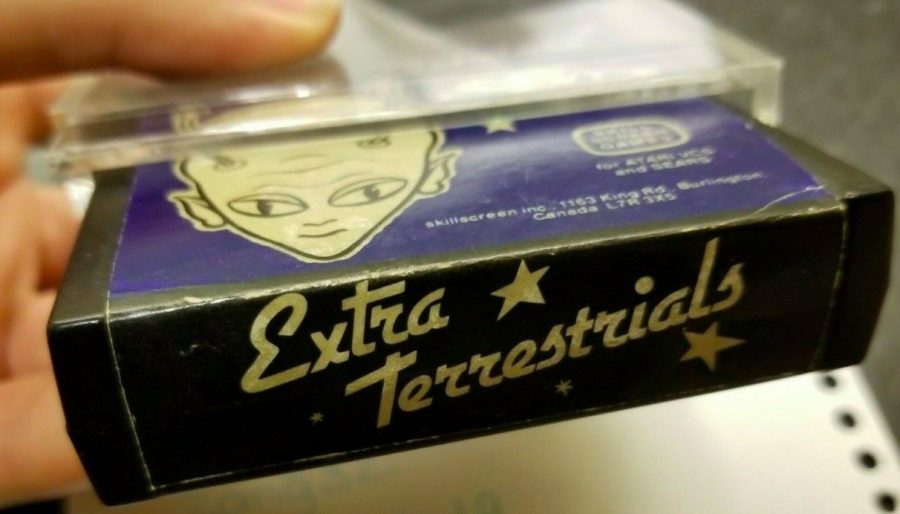 for ATARI VCS
and SEARS
skillscreen inc. 1163 King Rd. Burlington
Canada L7R 3X5
Extra
Terrestrials